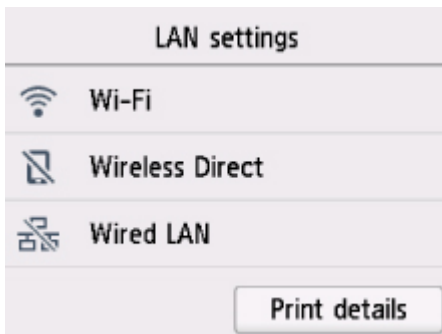 LAN settings
Wi-Fi
Wireless Direct
Wired LAN
Print details